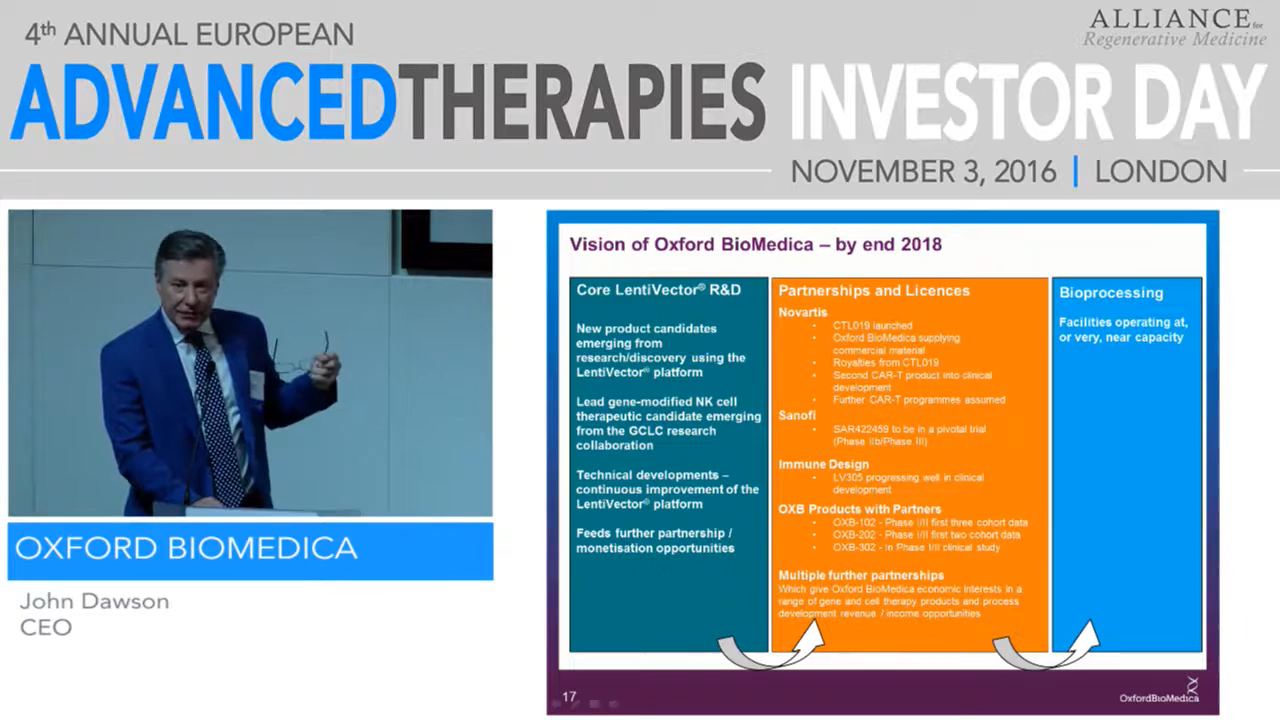 4th ANNUAL EUROPEAN
ALLIANCE for
Regenerative Medicine
ADVANCEDTHERAPIES INVESTOR DAY
NOVEMBER 3, 2016 | LONDON
OXFORD BIOMEDICA
John Dawson
CEO
Vision of Oxford BioMedica – by end 2018
Core LentiVector® R&D
New product candidates
emerging from
research/discovery using the
LentiVector® platform
Lead gene-modified NK cell
therapeutic candidate emerging
from the GCLC research
collaboration
Technical developments –
continuous improvement of the
LentiVector® platform
Feeds further partnership /
monetisation opportunities
Partnerships and Licences
Novartis
• CTL019 launched
• Oxford BioMedica supplying
commercial material
• Royalties from CTL019
• Second CAR-T product into clinical
development
• Further CAR-T programmes assumed
Sanofi
• SAR422459 to be in a pivotal trial
(Phase IIb/Phase III)
Immune Design
• LV305 progressing well in clinical
development
OXB Products with Partners
• OXB-102 - Phase I/II first three cohort data
• OXB-202 - Phase I/II first two cohort data
• OXB-302 - in Phase I/II clinical study
Multiple further partnerships
Which give Oxford BioMedica economic interests in a
range of gene and cell therapy products and process
development revenue / income opportunities
Bioprocessing
Facilities operating at,
or very, near capacity
17
OxfordBioMedica